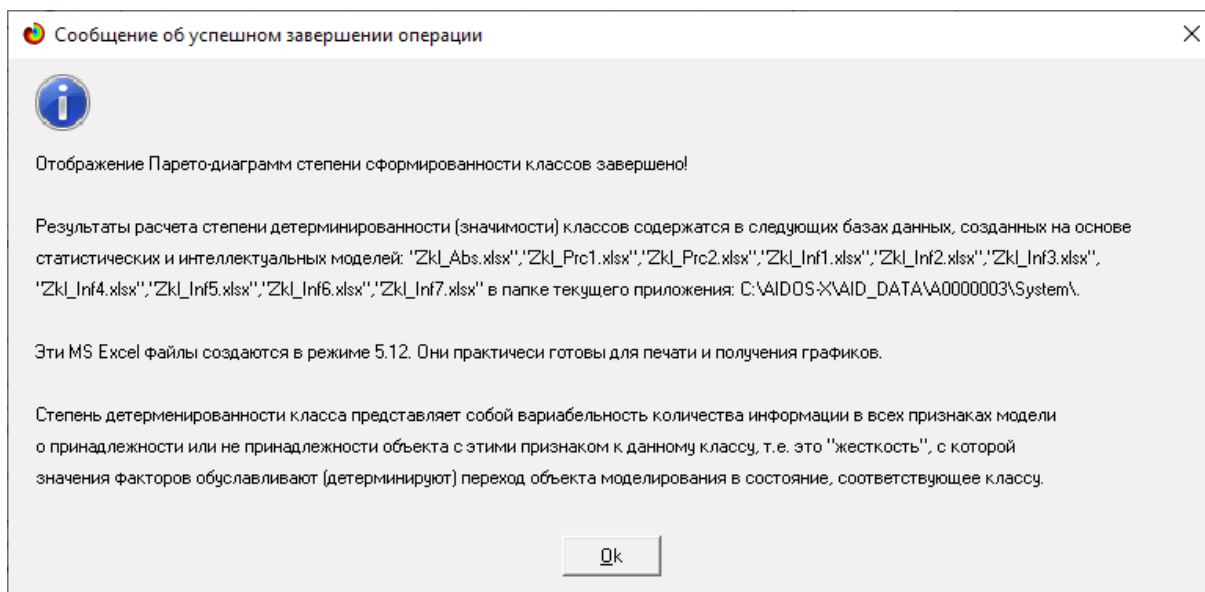 Сообщение об успешном завершении операции
Отображение Парето-диаграмм степени сформированности классов завершено!
Результаты расчета степени детерминированности (значимости) классов содержатся в следующих базах данных, созданных на основе
статистических и интеллектуальных моделей: "Zkl_Abs.xlsx","Zkl_Prc1.xlsx","Zkl_Prc2.xlsx","Zkl_Inf1.xlsx","Zkl_Inf2.xlsx","Zkl_Inf3.xlsx",
"Zkl_Inf4.xlsx","Zkl_Inf5.xlsx","Zkl_Inf6.xlsx","Zkl_Inf7.xlsx" в папке текущего приложения: C:\AIDOS-X\AID_DATA\A0000003\System\.
Эти MS Excel файлы создаются в режиме 5.12. Они практичеси готовы для печати и получения графиков.
Степень детерменированности класса представляет собой вариабельность количества информации в всех признаках модели
о принадлежности или не принадлежности объекта с этими признаком к данному классу, т.е. это "жесткость", с которой
значения факторов обуславливают (детерминируют) переход объекта моделирования в состояние, соответствующее классу.
Ok